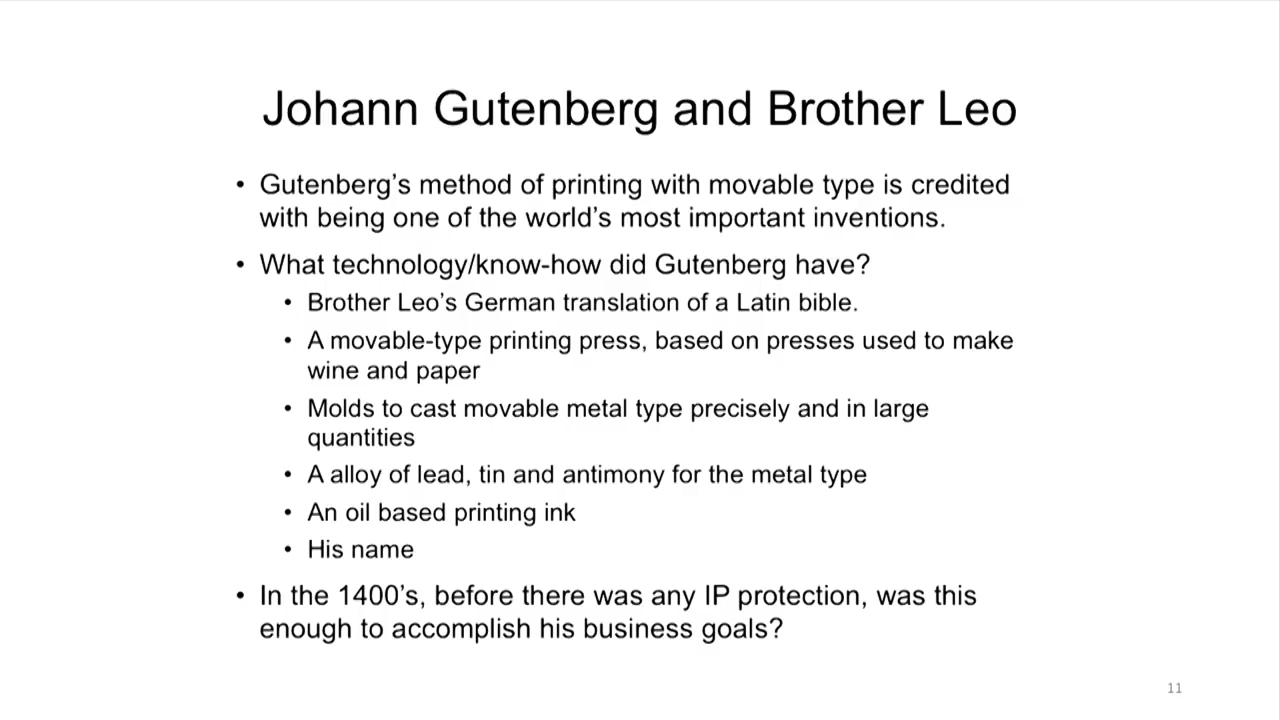 Johann Gutenberg and Brother Leo
• Gutenberg’s method of printing with movable type is credited
with being one of the world’s most important inventions.
• What technology/know-how did Gutenberg have?
• Brother Leo’s German translation of a Latin bible.
• A movable-type printing press, based on presses used to make
wine and paper
• Molds to cast movable metal type precisely and in large
quantities
• A alloy of lead, tin and antimony for the metal type
• An oil based printing ink
• His name
• In the 1400’s, before there was any IP protection, was this
enough to accomplish his business goals?
11